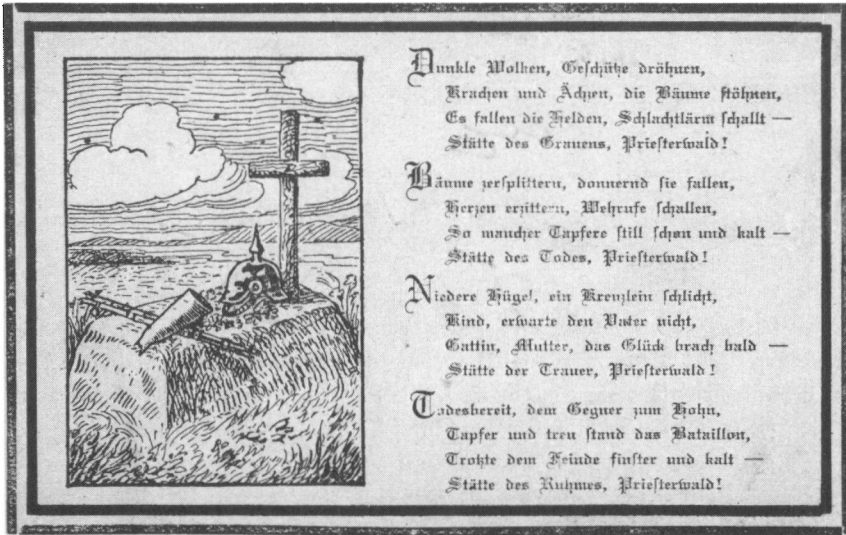 Dunkle Wolken, Geschütze dröhnen,
Krachen und Ächzen, die Bäume stöhnen,
Es fallen die Helden, Schlachtlärm schallt —
Stätte des Grauens, Priesterwald!
Bäume zersplittern, donnernd sie fallen,
Herzen erzittern, Wehrufe schallen,
So mancher Tapfere still schon und kalt —
Stätte des Todes, Priesterwald!
Niedere Hügel, ein Kreuzlein schlicht,
Kind, erwarte den Vater nicht,
Gattin, Mutter, das Glück brach bald —
Stätte der Trauer, Priesterwald!
Todesbereit, dem Gegner zum Hohn,
Tapfer und treu stand das Bataillon,
Trotzte dem Feinde finster und kalt —
Stätte des Ruhmes, Priesterwald!